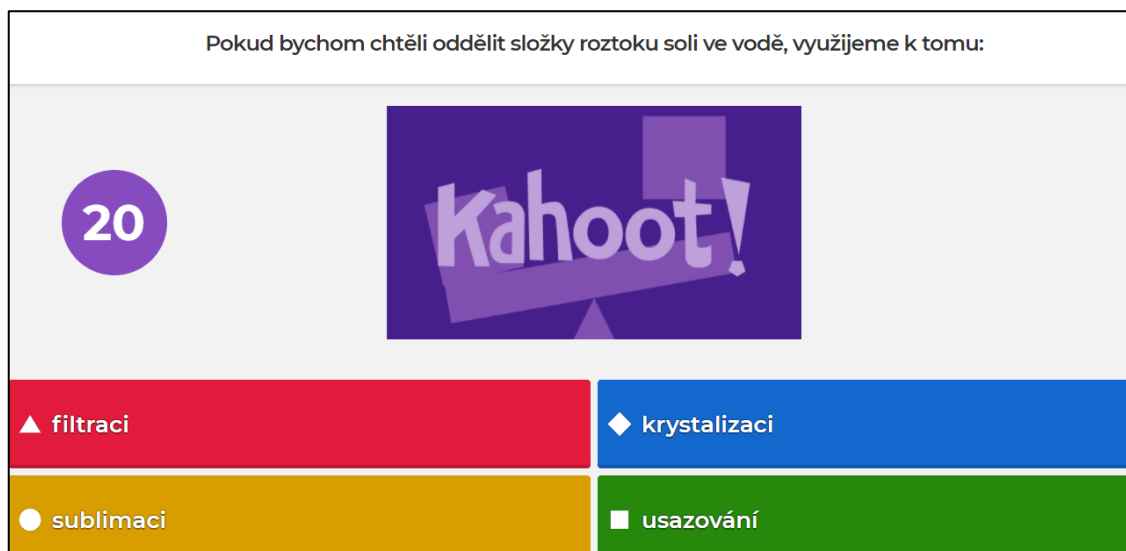 Pokud bychom chtěli oddělit složky roztoku soli ve vodě, využijeme k tomu:
20
Kahoot!
filtraci
krystalizaci
sublimaci
usazování